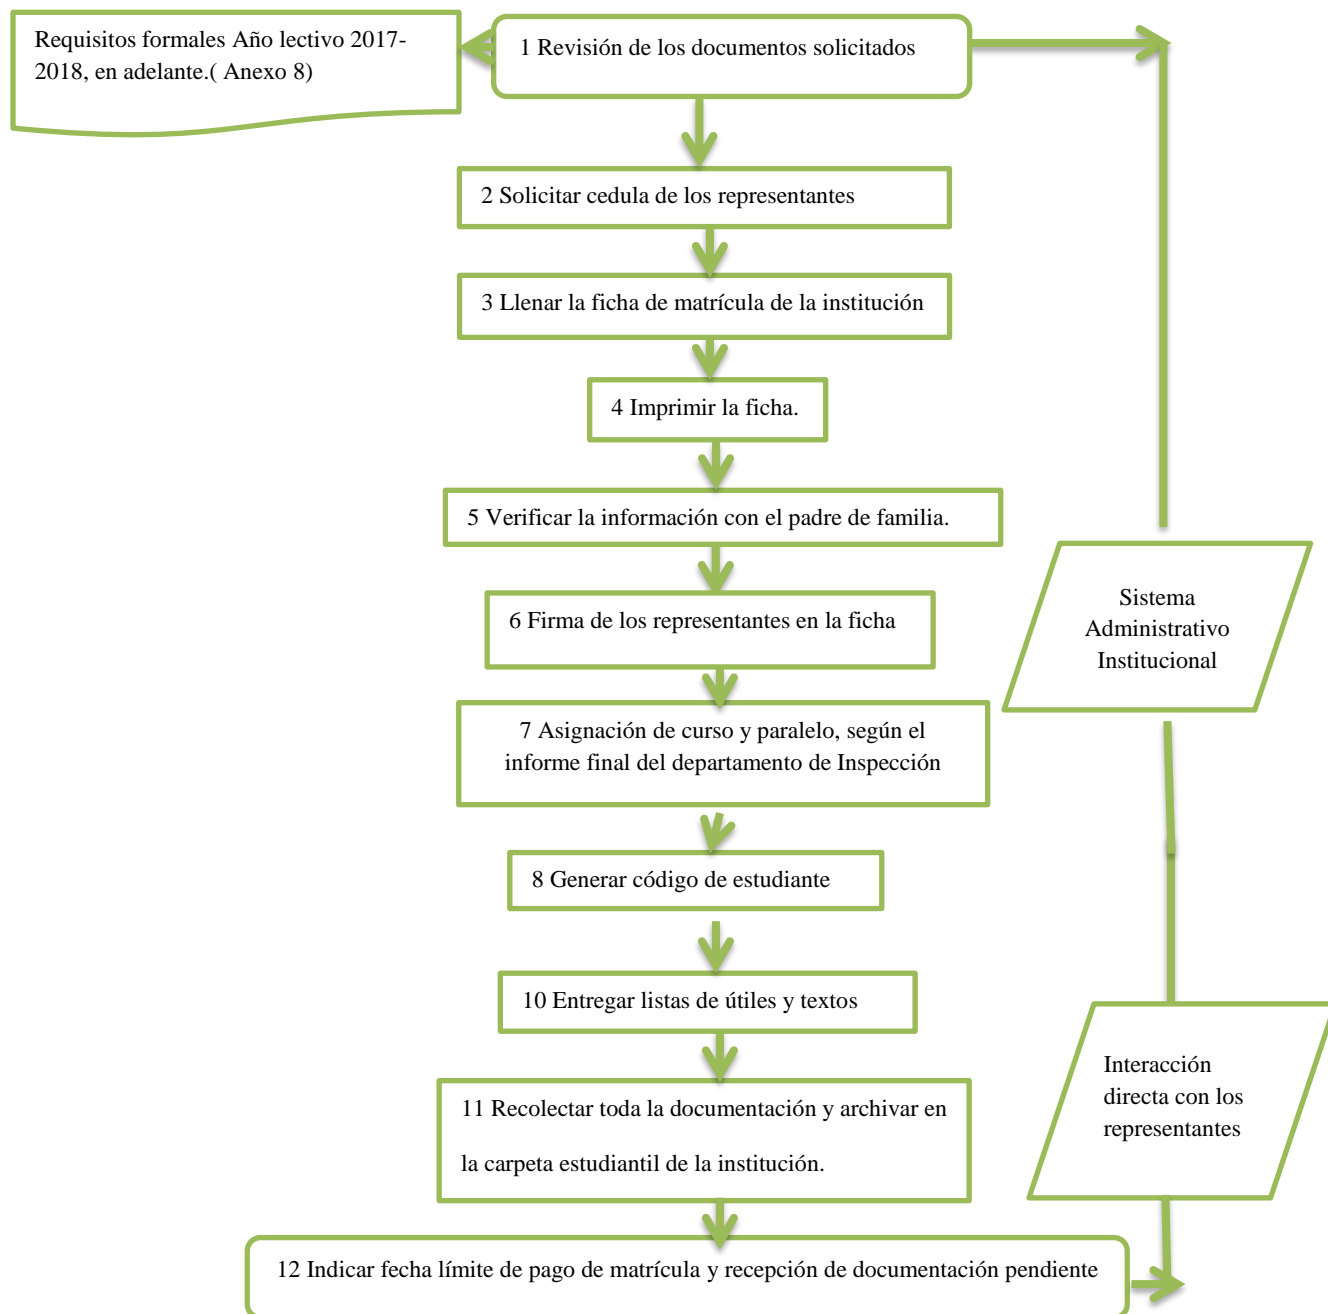 Requisitos formales Año lectivo 2017-
2018, en adelante.( Anexo 8)
1 Revisión de los documentos solicitados
2 Solicitar cedula de los representantes
3 Llenar la ficha de matrícula de la institución
4 Imprimir la ficha.
5 Verificar la información con el padre de familia.
6 Firma de los representantes en la ficha
7 Asignación de curso y paralelo, según el
informe final del departamento de Inspección
8 Generar código de estudiante
10 Entregar listas de útiles y textos
11 Recolectar toda la documentación y archivar en
la carpeta estudiantil de la institución.
12 Indicar fecha límite de pago de matrícula y recepción de documentación pendiente
Sistema
Administrativo
Institucional
Interacción
directa con los
representantes